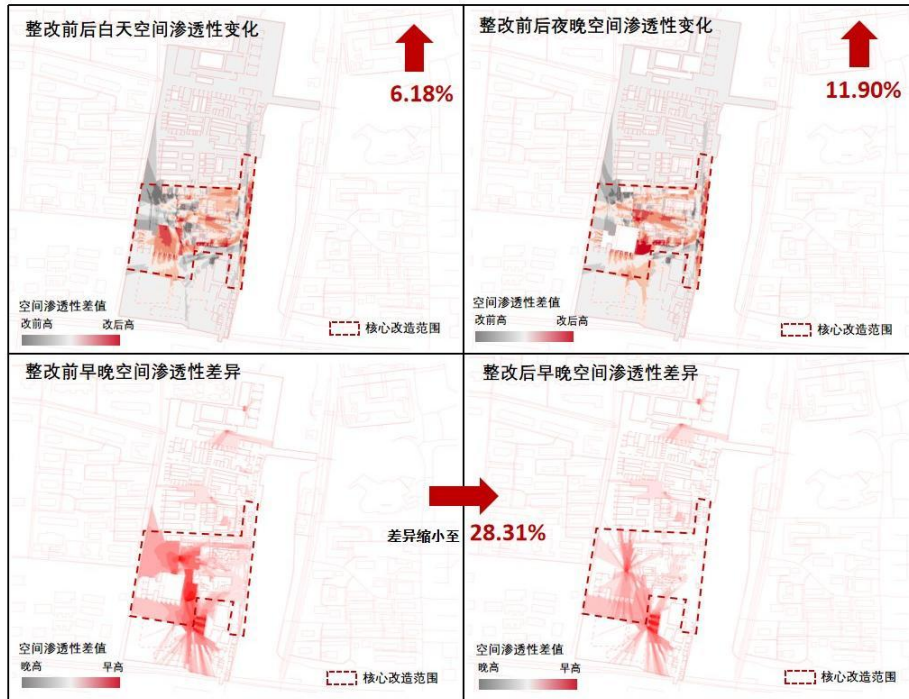 整改前后白天空间渗透性变化
6.18%
空间渗透性差值
改前高 改后高
核心改造范围
整改前后夜晚空间渗透性变化
11.90%
空间渗透性差值
改前高 改后高
核心改造范围
整改前早晚空间渗透性差异
差异缩小至
28.31%
空间渗透性差值
晚高 早高
核心改造范围
整改后早晚空间渗透性差异
空间渗透性差值
晚高 早高
核心改造范围